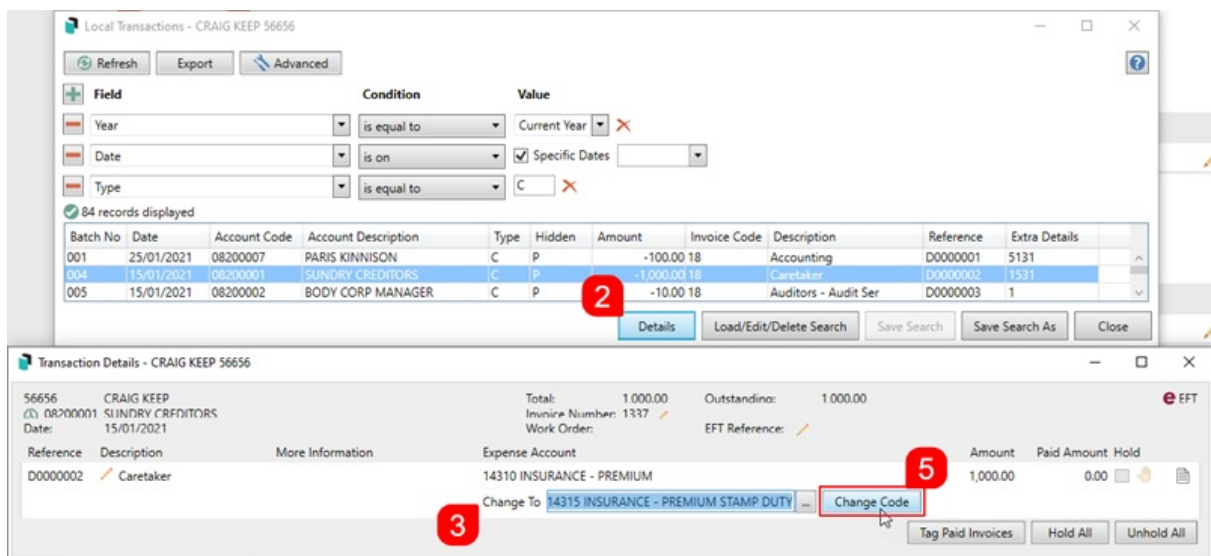 Local Transactions - CRAIG KEEP 56656
Refresh Export Advanced
Field Condition Value
Year is equal to Current Year
Date is on Specific Dates
Type is equal to C
84 records displayed
Batch No Date Account Code Account Description Type Hidden Amount Invoice Code Description Reference Extra Details
001 25/01/2021 08200007 PARIS KINNISON C P -100.00 18 Accounting D0000001 5131
004 15/01/2021 08200001 SUNDRY CREDITORS C P -1,000.00 18 Caretaker D0000002 1531
005 15/01/2021 08200002 BODY CORP MANAGER C P -10.00 18 Auditors - Audit Ser D0000003 1
2
Details Load/Edit/Delete Search Save Search Save Search As Close
Transaction Details - CRAIG KEEP 56656
56656 CRAIG KEEP Total: 1,000.00 Outstanding: 1,000.00 e EFT
08200001 SUNDRY CREDITORS Invoice Number: 1337
Date: 15/01/2021 Work Order: EFT Reference:
Reference Description More Information Expense Account Amount Paid Amount Hold
D0000002 Caretaker 14310 INSURANCE - PREMIUM 1,000.00 0.00
5
3
Change To 14315 INSURANCE - PREMIUM STAMP DUTY ... Change Code
Tag Paid Invoices Hold All Unhold All